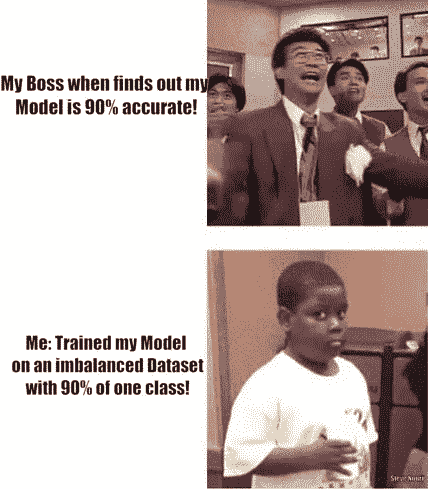 My Boss when finds out my
Model is 90% accurate!
Me: Trained my Model
on an imbalanced Dataset
with 90% of one class!